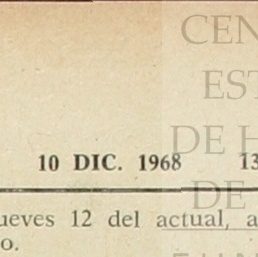 CEN
EST
DE H
10 DIC. 1968 13
DE
ueves 12 del actual, a
o.